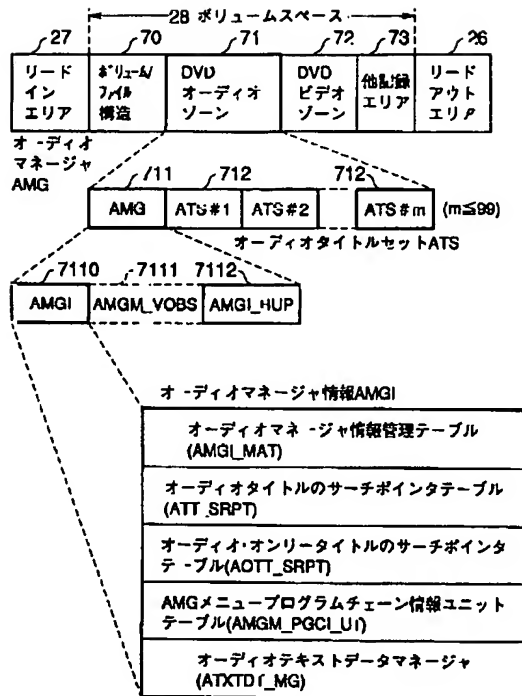 28 ボリュームスペース
27 70 71 72 73 26
リード
イン
エリア
ボリューム/
ファイル
構造
DVD
オーディオ
ゾーン
DVD
ビデオ
ゾーン
他記録
エリア
リード
アウト
エリア
オーディオ
マネージャ
AMG
711 712 712
AMG ATS#1 ATS#2 ATS#m (m≦99)
オーディオタイトルセットATS
7110 7111 7112
AMGI AMGM_VOBS AMGI_HUP
オーディオマネージャ情報AMGI
オーディオマネージャ情報管理テーブル
(AMGI_MAT)
オーディオタイトルのサーチポインタテーブル
(ATT_SRPT)
オーディオ・オンリータイトルのサーチポインタ
テーブル(AOTT_SRPT)
AMGメニュープログラムチェーン情報ユニット
テーブル(AMGM_PGCI_UT)
オーディオテキストデータマネージャ
(ATXTDT_MG)